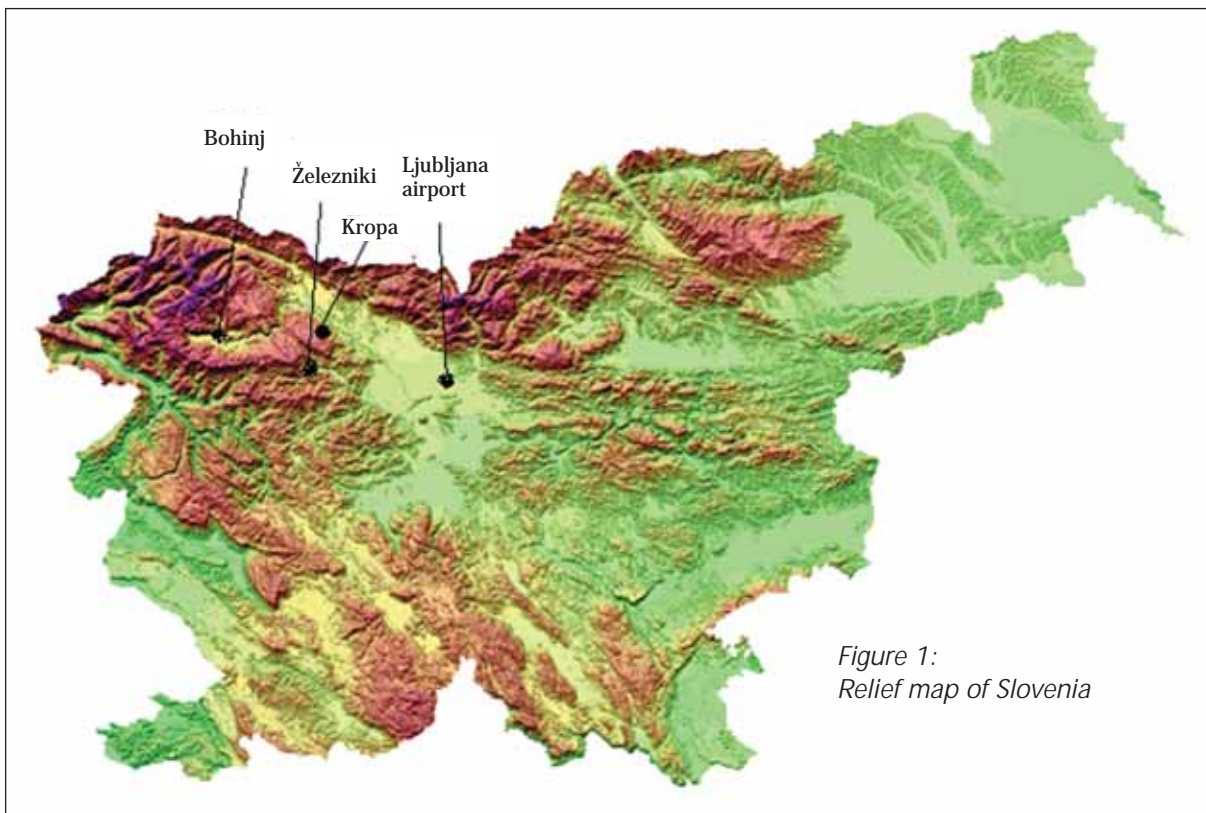 Bohinj
Železniki
Ljubljana
airport
Kropa
Figure 1:
Relief map of Slovenia